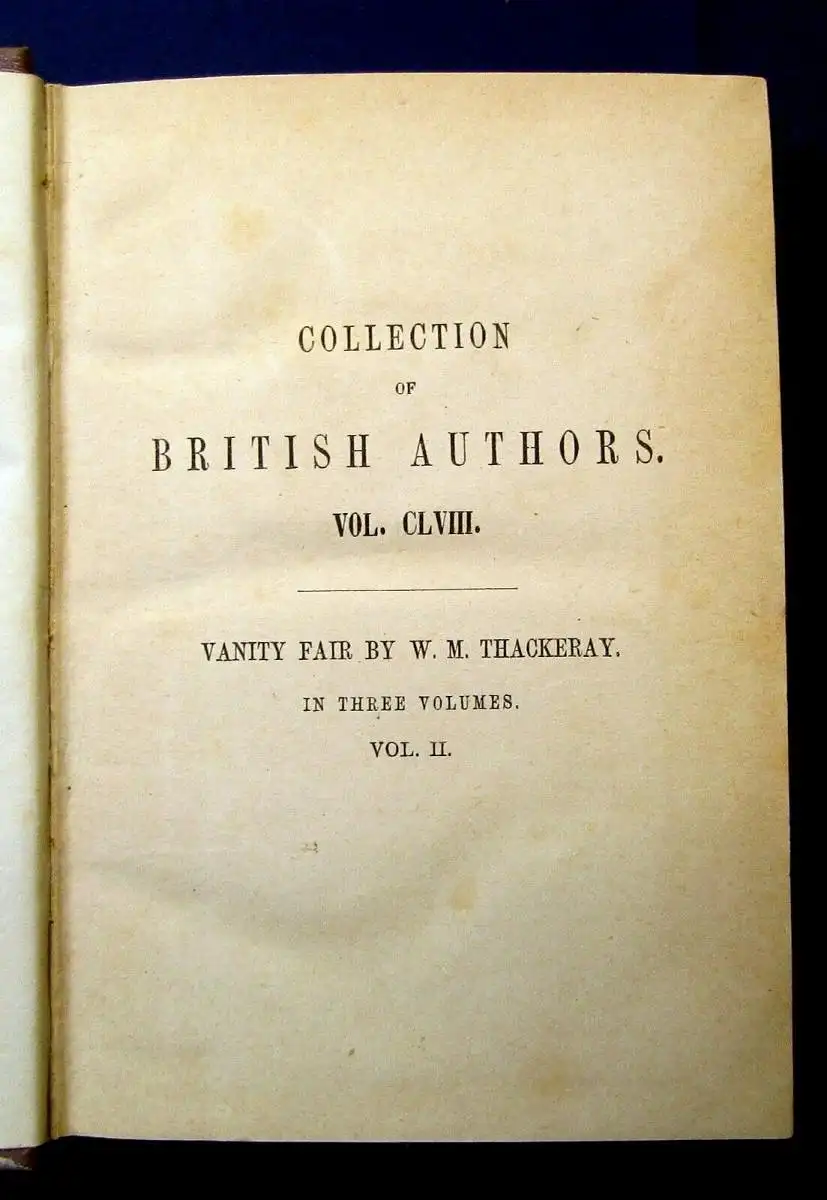 COLLECTION
OF
BRITISH AUTHORS.
VOL. CLVIII.
VANITY FAIR BY W. M. THACKERAY.
IN THREE VOLUMES.
VOL. II.